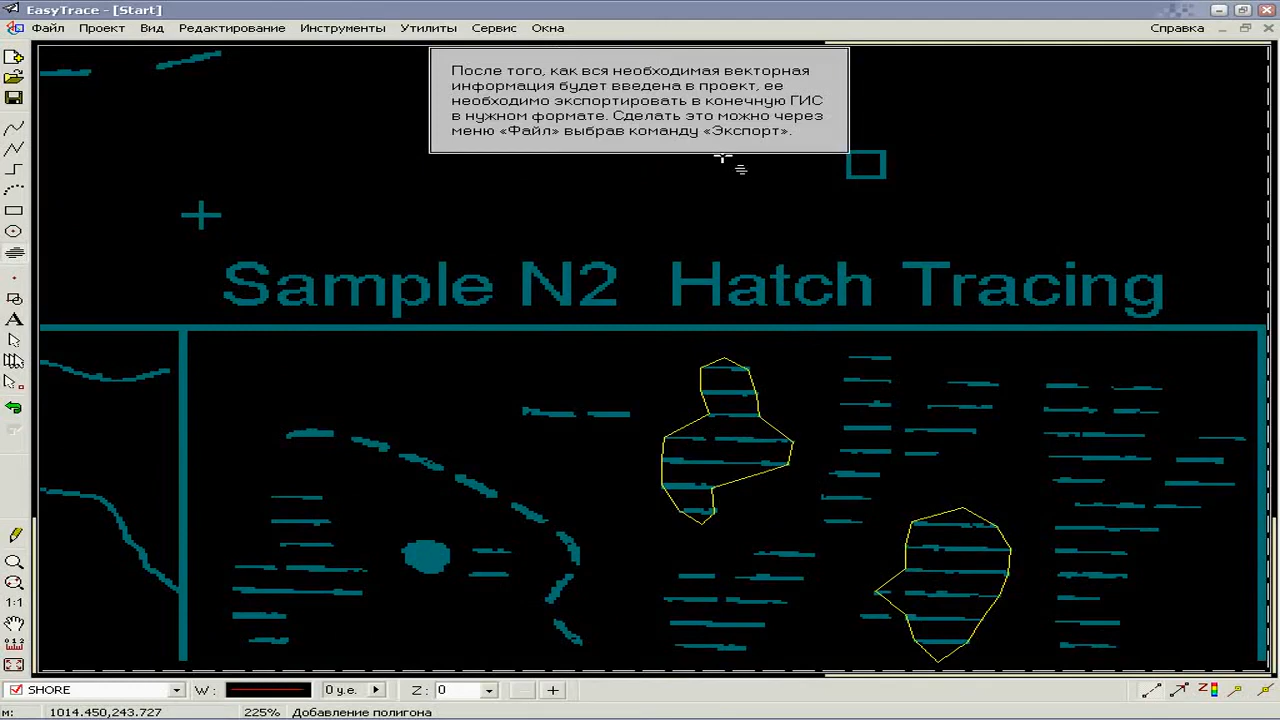 EasyTrace - [Start]
Файл Проект Вид Редактирование Инструменты Утилиты Сервис Окна Справка
После того, как вся необходимая векторная
информация будет введена в проект, ее
необходимо экспортировать в конечную ГИС
в нужном формате. Сделать это можно через
меню «Файл» выбрав команду «Экспорт».
Sample N2 Hatch Tracing
1:1
SHORE W: 0 у.е. Z: 0
м: 1014.450,243.727 225% Добавление полигона